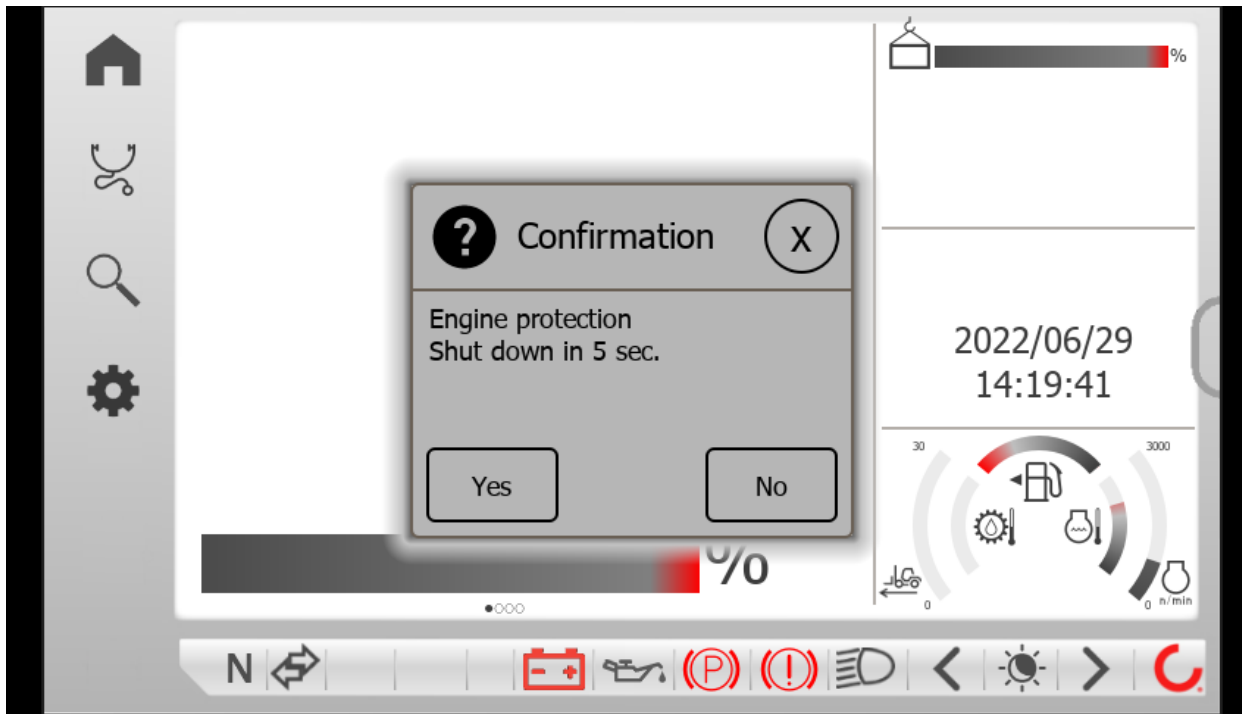 %
Confirmation
X
Engine protection
Shut down in 5 sec.
Yes
No
%
2022/06/29
14:19:41
30
3000
0
0
n/min
N
P